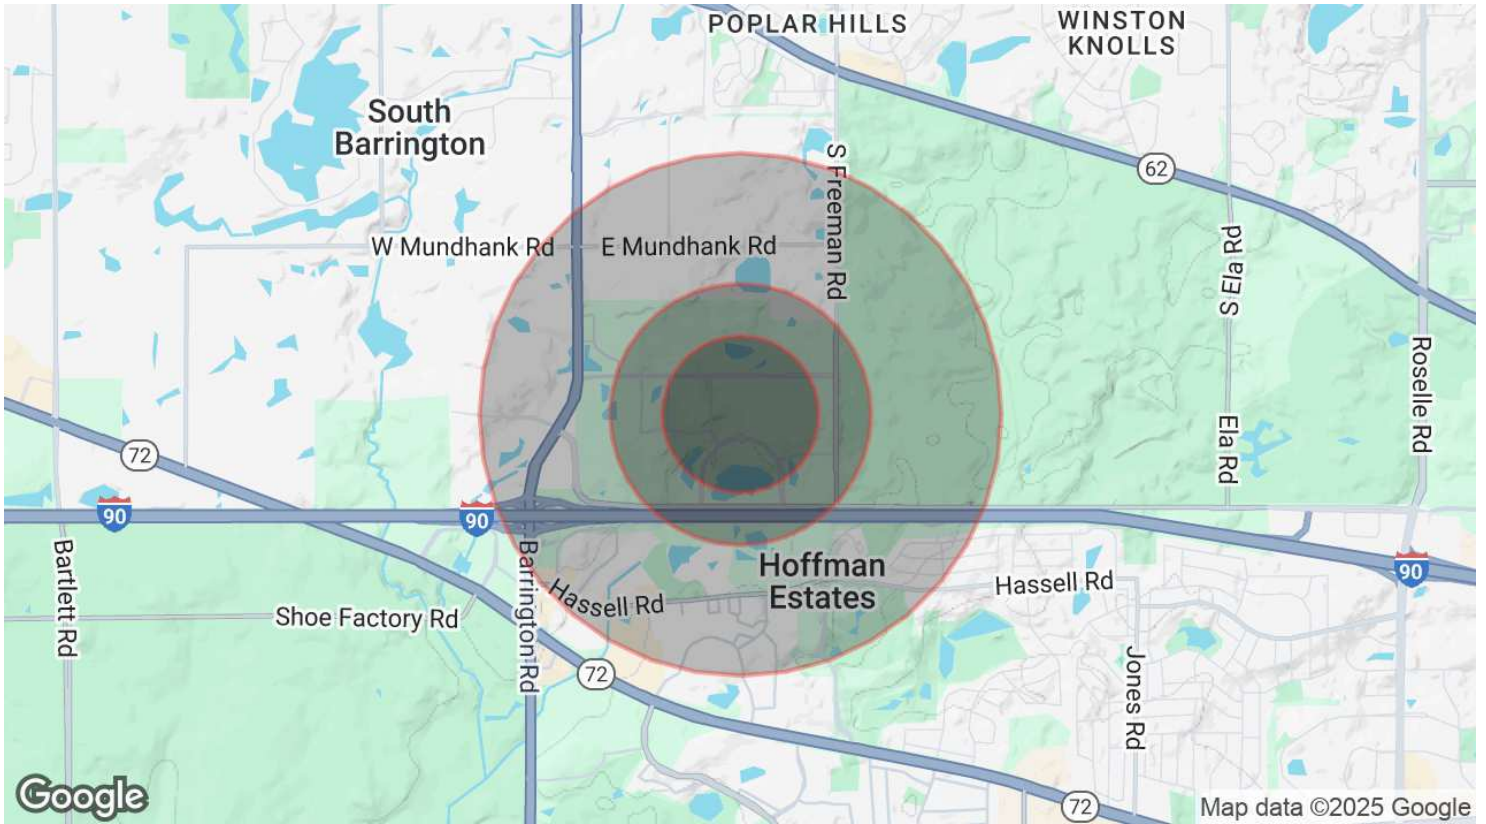 POPLAR HILLS
WINSTON
KNOLLS
South
Barrington
S Freeman Rd
62
W Mundhank Rd
E Mundhank Rd
S Ela Rd
Roselle Rd
Ela Rd
72
90
90
90
Bartlett Rd
Barrington Rd
Hoffman
Estates
Hassell Rd
Hassell Rd
Shoe Factory Rd
Jones Rd
72
72
Google
Map data ©2025 Google